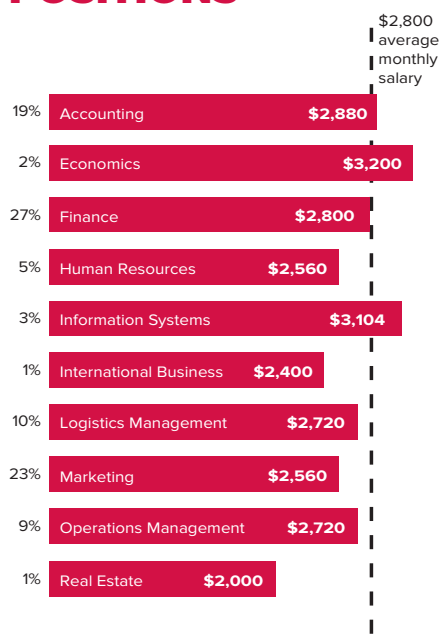 POSITIONS
$2,800
average
monthly
salary
19% Accounting $2,880
2% Economics $3,200
27% Finance $2,800
5% Human Resources $2,560
3% Information Systems $3,104
1% International Business $2,400
10% Logistics Management $2,720
23% Marketing $2,560
9% Operations Management $2,720
1% Real Estate $2,000